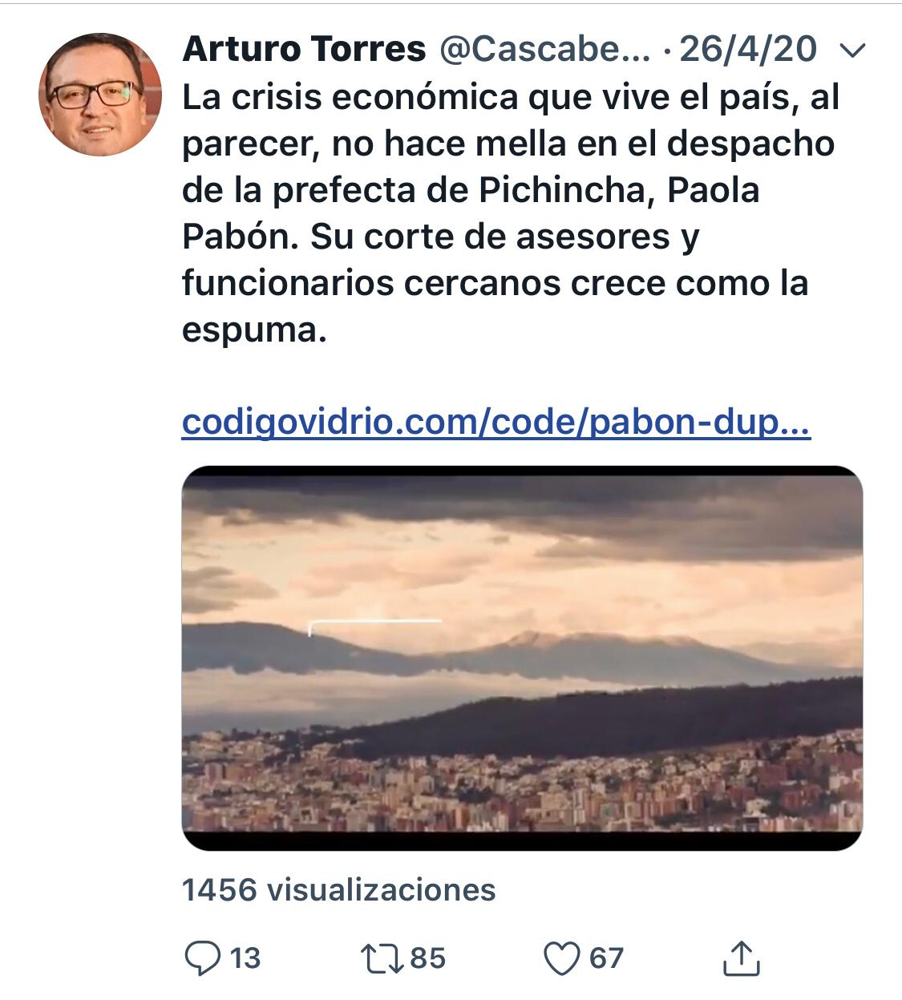 Arturo Torres @Cascabe... · 26/4/20
La crisis económica que vive el país, al
parecer, no hace mella en el despacho
de la prefecta de Pichincha, Paola
Pabón. Su corte de asesores y
funcionarios cercanos crece como la
espuma.
codigovidrio.com/code/pabon-dup...
1456 visualizaciones
13 85 67